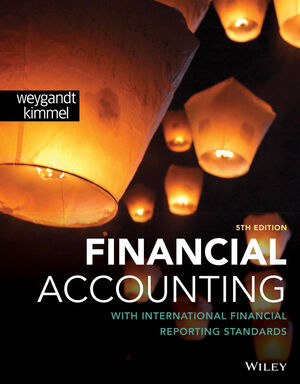 weygandt
kimmel
5TH EDITION
FINANCIAL
ACCOUNTING
WITH INTERNATIONAL FINANCIAL
REPORTING STANDARDS
WILEY